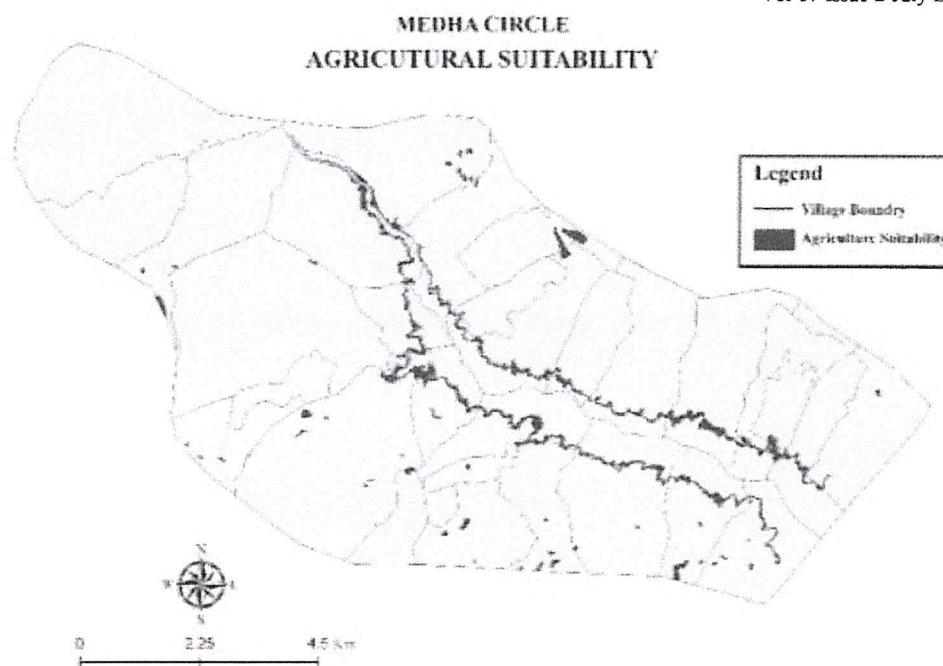 MEDHA CIRCLE
AGRICUTURAL SUITABILITY
Legend
Village Boundry
Agriculture Suitability
N
W
S
0 2.25 4.5 Km